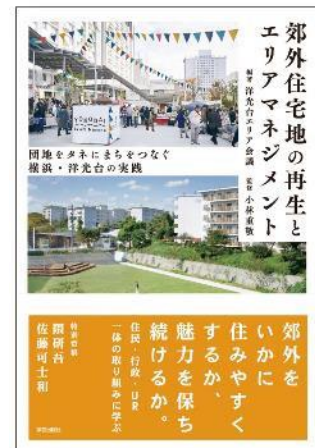 郊外住宅地の再生と
エリアマネジメント
編著 洋光台エリア会議 監修 小林重敬
団地をタネにまちをつなぐ
横浜・洋光台の実践
郊外を
いかに
住みやすく
するか、
魅力を保ち
続けるか。
住民・行政・UR
一体の取り組みに学ぶ
特別寄稿
隈研吾
佐藤可士和
学芸出版社